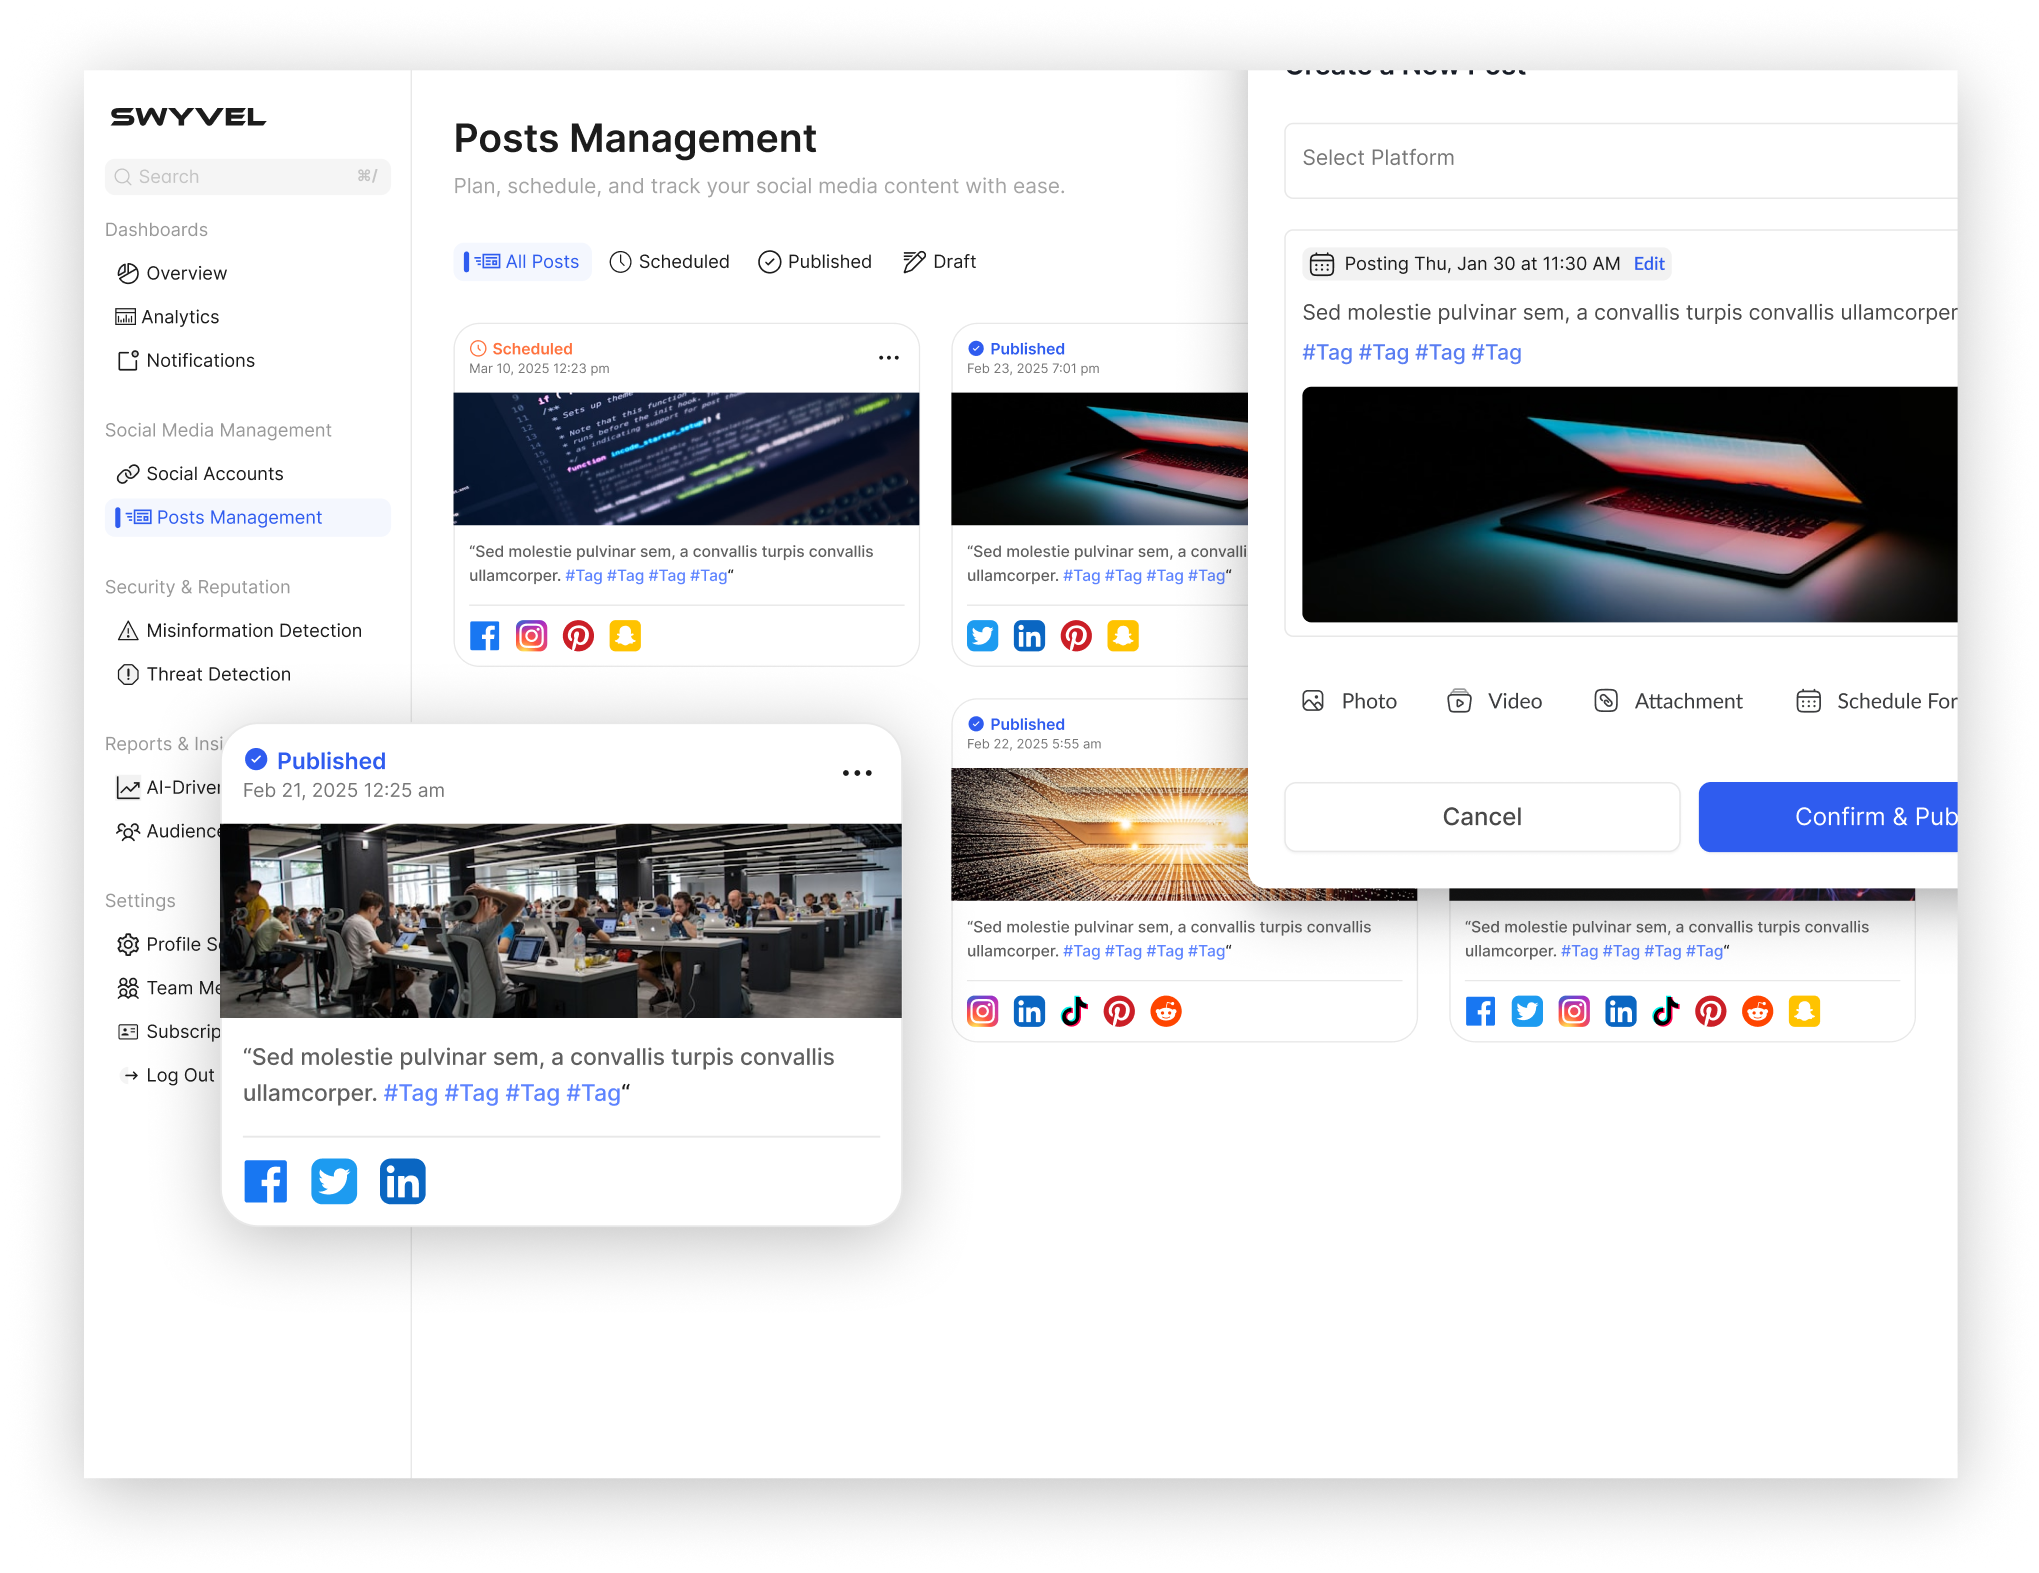 SWYVEL
Search
⌘/
Dashboards
Overview
Analytics
Notifications
Social Media Management
Social Accounts
Posts Management
Security & Reputation
Misinformation Detection
Threat Detection
Reports & Insi
AI-Driven
Audience
Settings
Profile S
Team Me
Subscrip
Log Out
Posts Management
Plan, schedule, and track your social media content with ease.
All Posts
Scheduled
Published
Draft
Scheduled
Mar 10, 2025 12:23 pm
“Sed molestie pulvinar sem, a convallis turpis convallis
ullamcorper. #Tag #Tag #Tag #Tag“
Published
Feb 23, 2025 7:01 pm
“Sed molestie pulvinar sem, a convalli
ullamcorper. #Tag #Tag #Tag #Tag“
Published
Feb 21, 2025 12:25 am
“Sed molestie pulvinar sem, a convallis turpis convallis
ullamcorper. #Tag #Tag #Tag #Tag“
Published
Feb 22, 2025 5:55 am
“Sed molestie pulvinar sem, a convallis turpis convallis
ullamcorper. #Tag #Tag #Tag #Tag“
“Sed molestie pulvinar sem, a convallis turpis convallis
ullamcorper. #Tag #Tag #Tag #Tag“
Create a New Post
Select Platform
Posting Thu, Jan 30 at 11:30 AM Edit
Sed molestie pulvinar sem, a convallis turpis convallis ullamcorper
#Tag #Tag #Tag #Tag
Photo
Video
Attachment
Schedule For
Cancel
Confirm & Pub